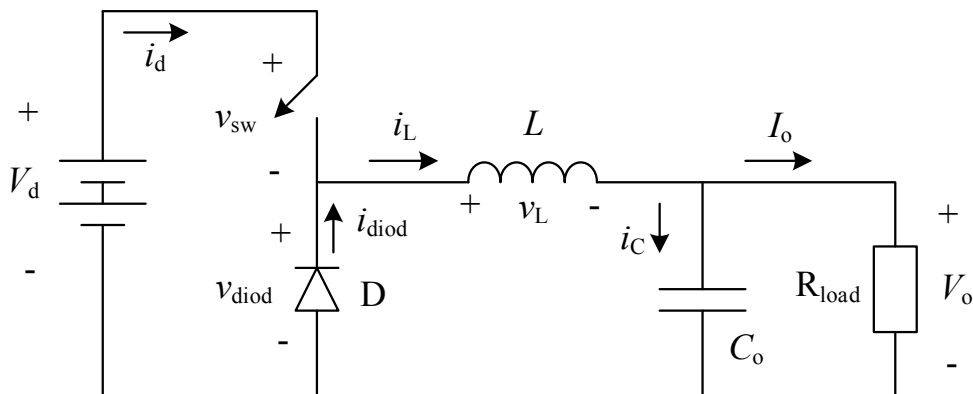 i_d
+
v_sw
-
+
V_d
-
i_L
L
I_o
+
v_L
-
+
v_diod
-
i_diod
D
i_C
C_o
R_load
+
V_o
-